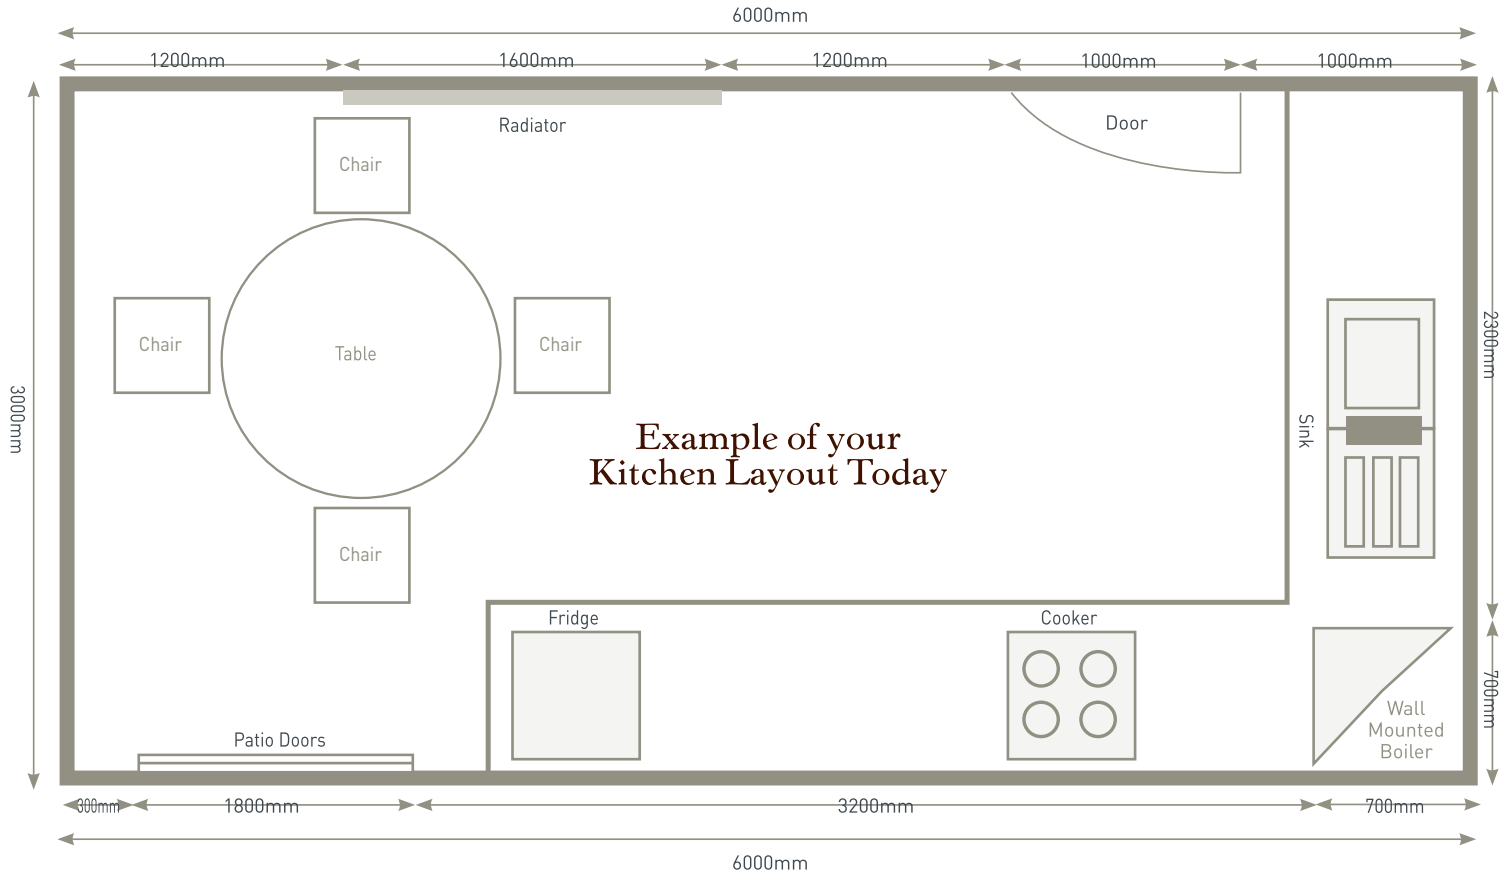 6000mm
1200mm
1600mm
1200mm
1000mm
1000mm
Radiator
Door
Chair
Chair
Table
Chair
2300mm
3000mm
Sink
Example of your
Kitchen Layout Today
Chair
Fridge
Cooker
700mm
Wall
Mounted
Boiler
Patio Doors
300mm
1800mm
3200mm
700mm
6000mm